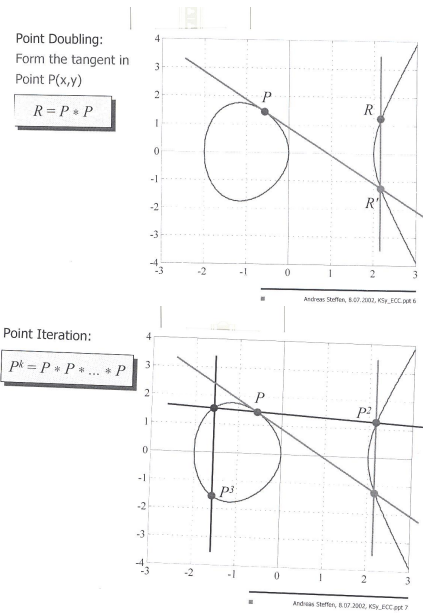 Point Doubling:
Form the tangent in
Point P(x,y)
R = P * P
4
3
2
1
0
-1
-2
-3
-4
-3
-2
-1
0
1
2
3
P
R
R'
Andreas Steffen, 8.07.2002, KSy_ECC.ppt 6
Point Iteration:
P^k = P * P * ... * P
4
3
2
1
0
-1
-2
-3
-4
-3
-2
-1
0
1
2
3
P
P²
P³
Andreas Steffen, 8.07.2002, KSy_ECC.ppt 7